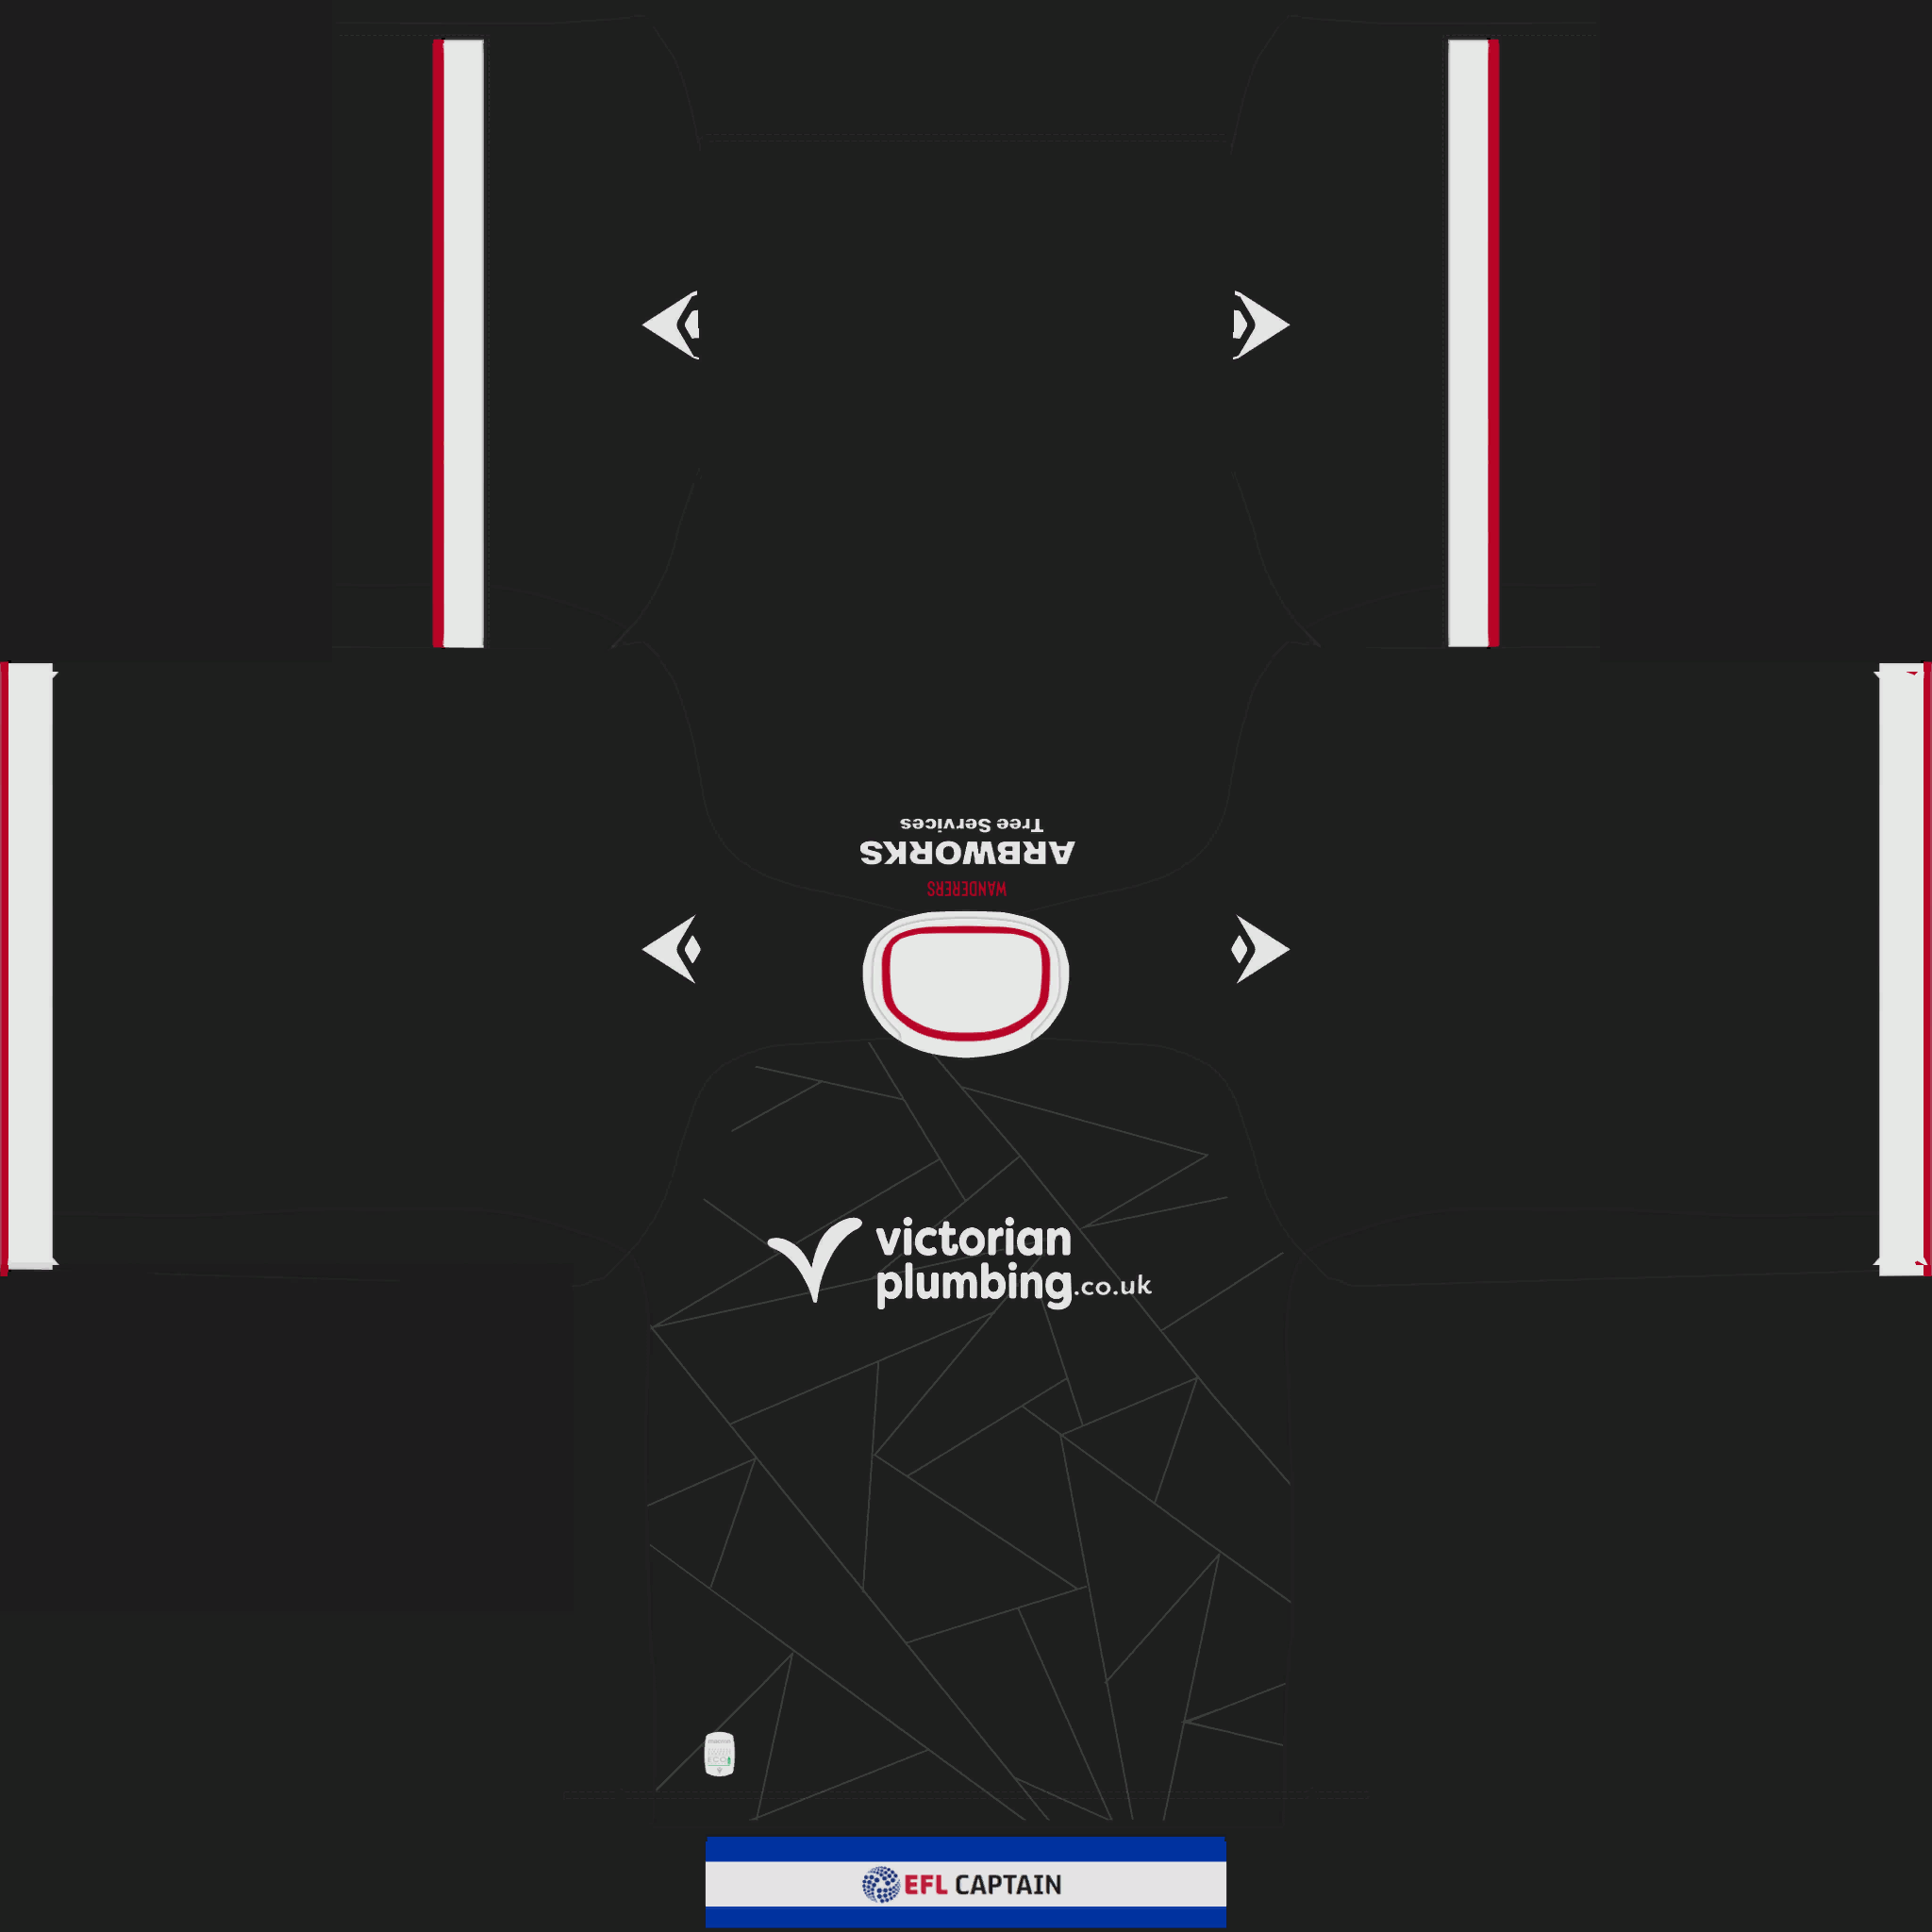 Tree Services
ARBWORKS
WANDERERS
victorian
plumbing.co.uk
EFL CAPTAIN